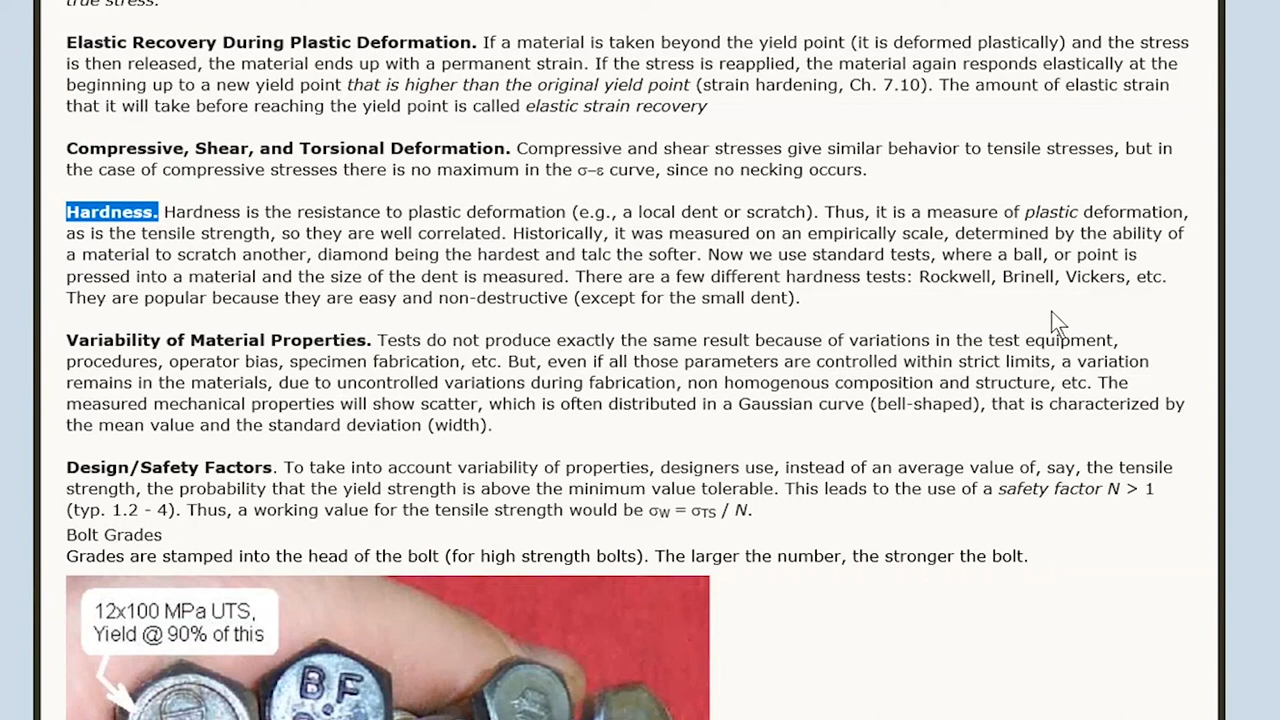 true stress.
Elastic Recovery During Plastic Deformation. If a material is taken beyond the yield point (it is deformed plastically) and the stress
is then released, the material ends up with a permanent strain. If the stress is reapplied, the material again responds elastically at the
beginning up to a new yield point that is higher than the original yield point (strain hardening, Ch. 7.10). The amount of elastic strain
that it will take before reaching the yield point is called elastic strain recovery
Compressive, Shear, and Torsional Deformation. Compressive and shear stresses give similar behavior to tensile stresses, but in
the case of compressive stresses there is no maximum in the σ–ε curve, since no necking occurs.
Hardness. Hardness is the resistance to plastic deformation (e.g., a local dent or scratch). Thus, it is a measure of plastic deformation,
as is the tensile strength, so they are well correlated. Historically, it was measured on an empirically scale, determined by the ability of
a material to scratch another, diamond being the hardest and talc the softer. Now we use standard tests, where a ball, or point is
pressed into a material and the size of the dent is measured. There are a few different hardness tests: Rockwell, Brinell, Vickers, etc.
They are popular because they are easy and non-destructive (except for the small dent).
Variability of Material Properties. Tests do not produce exactly the same result because of variations in the test equipment,
procedures, operator bias, specimen fabrication, etc. But, even if all those parameters are controlled within strict limits, a variation
remains in the materials, due to uncontrolled variations during fabrication, non homogenous composition and structure, etc. The
measured mechanical properties will show scatter, which is often distributed in a Gaussian curve (bell-shaped), that is characterized by
the mean value and the standard deviation (width).
Design/Safety Factors. To take into account variability of properties, designers use, instead of an average value of, say, the tensile
strength, the probability that the yield strength is above the minimum value tolerable. This leads to the use of a safety factor N > 1
(typ. 1.2 - 4). Thus, a working value for the tensile strength would be σW = σTS / N.
Bolt Grades
Grades are stamped into the head of the bolt (for high strength bolts). The larger the number, the stronger the bolt.
12x100 MPa UTS,
Yield @ 90% of this
BF